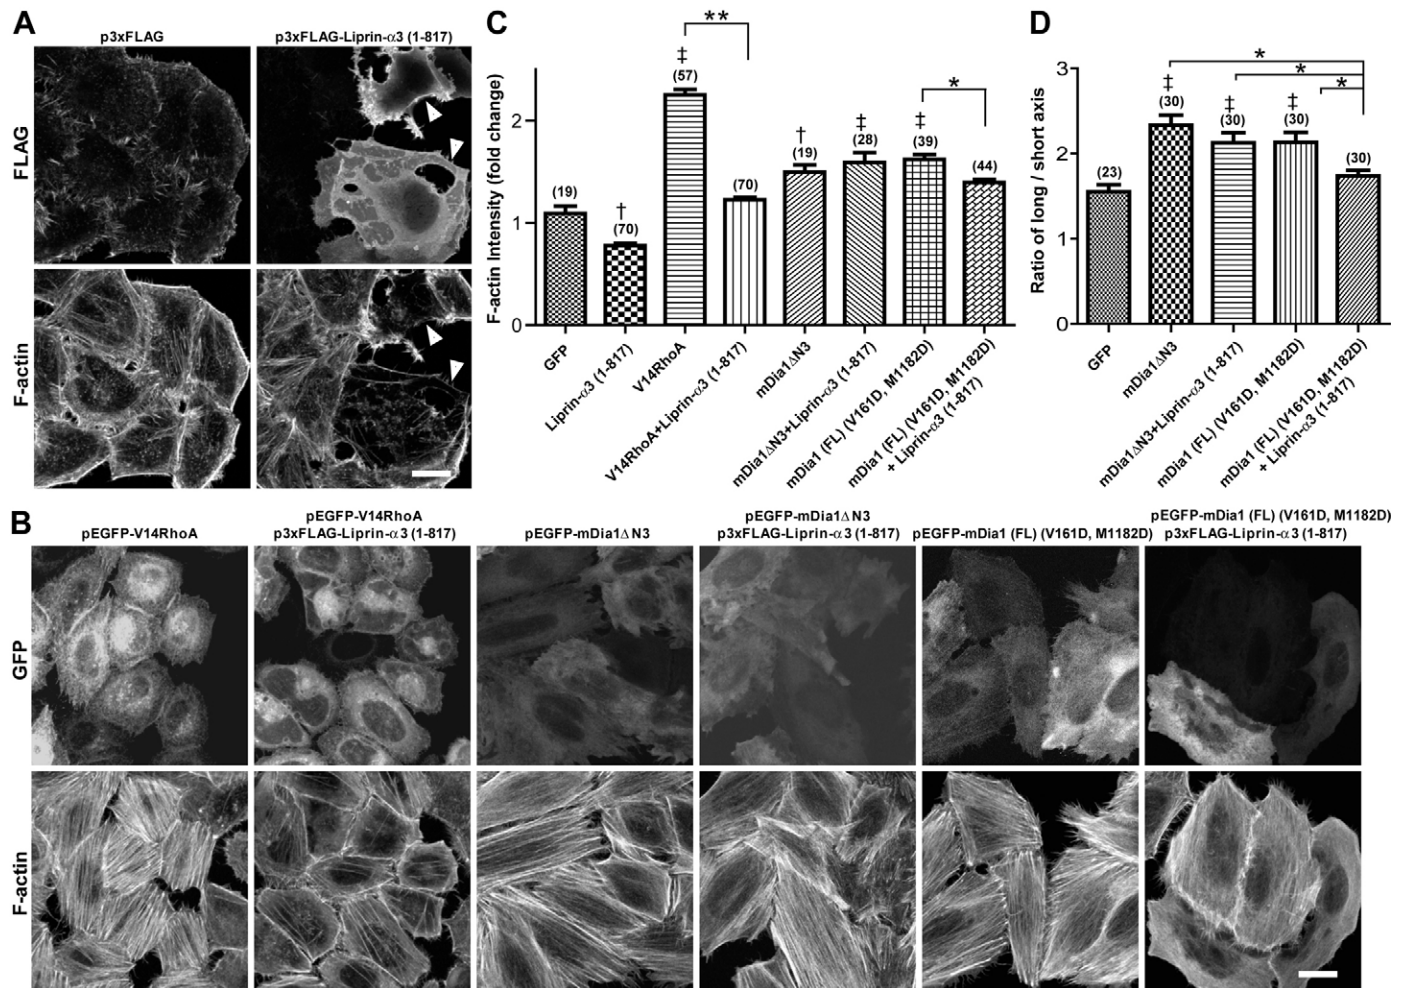 A
p3xFLAG
p3xFLAG-Liprin-α3 (1-817)
FLAG
F-actin
C
F-actin Intensity (fold change)
2
1
0
(19)
†
(70)
‡
(57)
**
(70)
†
(19)
‡
(28)
‡
(39)
*
(44)
GFP
Liprin-α3 (1-817)
V14RhoA
V14RhoA+Liprin-α3 (1-817)
mDia1ΔN3
mDia1ΔN3+Liprin-α3 (1-817)
mDia1 (FL) (V161D, M1182D)
mDia1 (FL) (V161D, M1182D)
+ Liprin-α3 (1-817)
D
Ratio of long / short axis
3
2
1
0
(23)
‡
(30)
‡
(30)
‡
(30)
(30)
*
*
*
GFP
mDia1ΔN3
mDia1ΔN3+Liprin-α3 (1-817)
mDia1 (FL) (V161D, M1182D)
mDia1 (FL) (V161D, M1182D)
+ Liprin-α3 (1-817)
B
pEGFP-V14RhoA
pEGFP-V14RhoA
p3xFLAG-Liprin-α3 (1-817)
pEGFP-mDia1ΔN3
pEGFP-mDia1ΔN3
p3xFLAG-Liprin-α3 (1-817)
pEGFP-mDia1 (FL) (V161D, M1182D)
pEGFP-mDia1 (FL) (V161D, M1182D)
p3xFLAG-Liprin-α3 (1-817)
GFP
F-actin